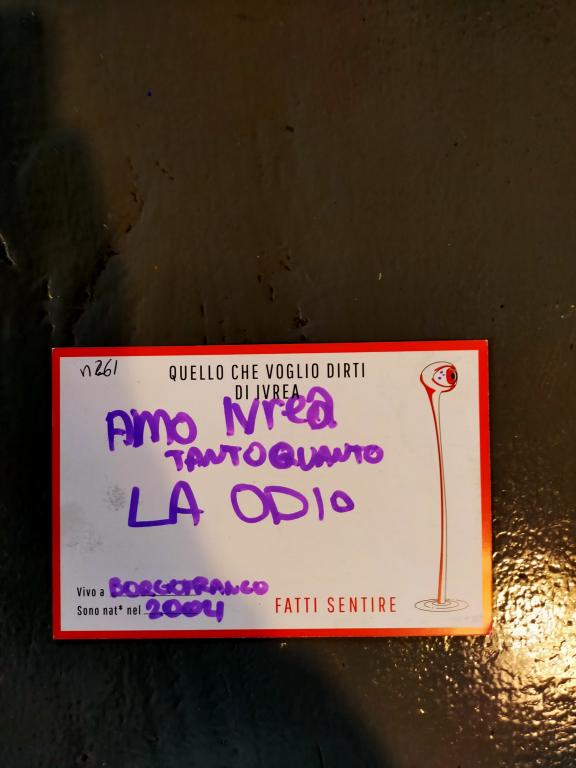 n261
QUELLO CHE VOGLIO DIRTI
DI IVREA
AMO IVREA
TANTO QUANTO
LA ODIO
Vivo a BORGOFRANCO
Sono nat* nel 2004
FATTI SENTIRE